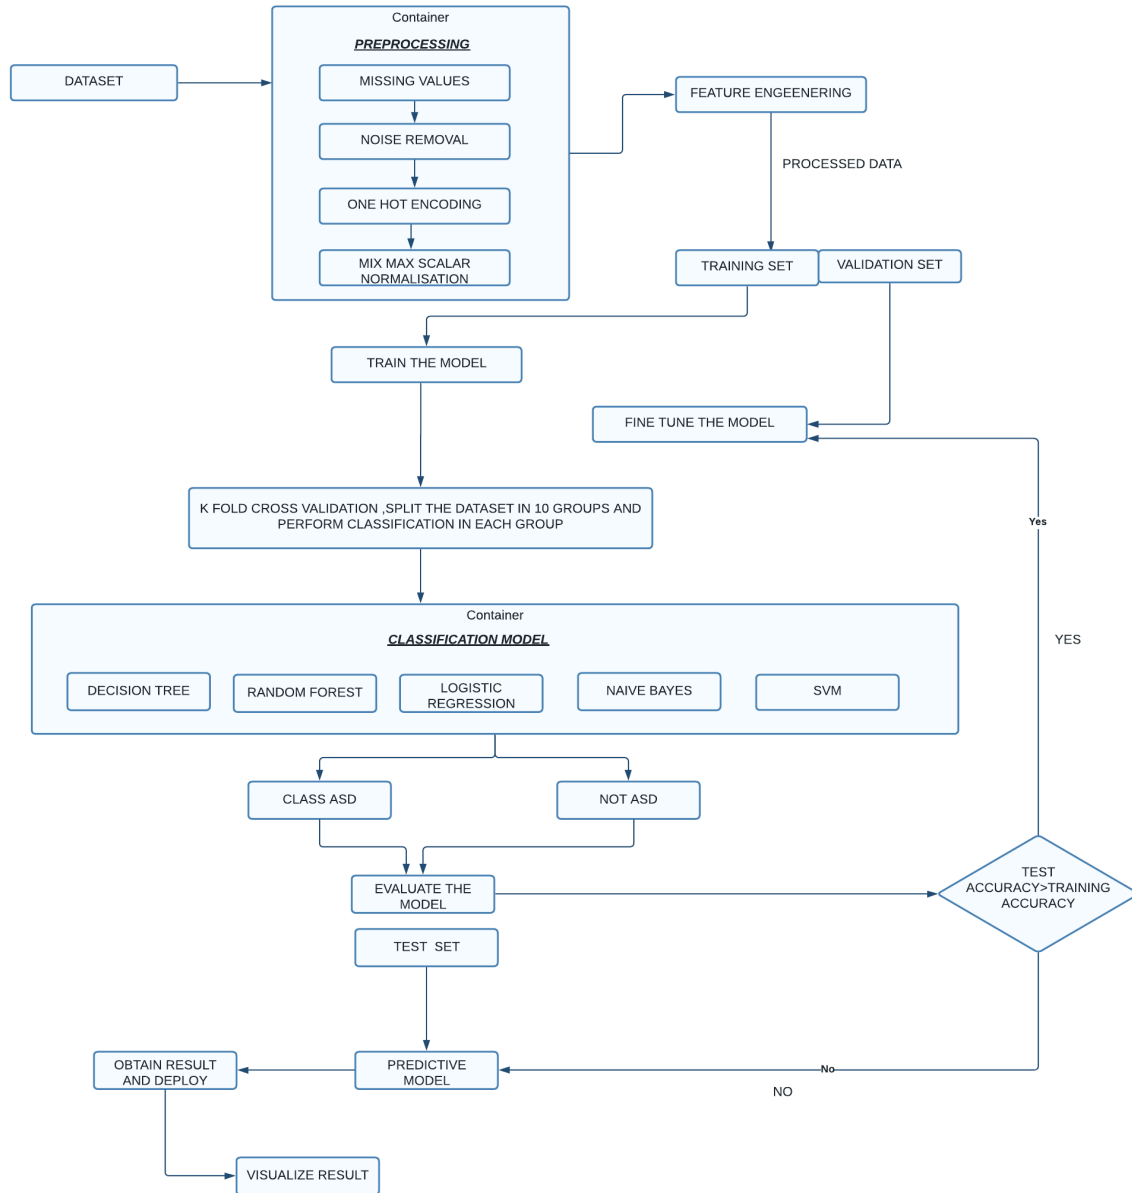 Container
PREPROCESSING
DATASET
MISSING VALUES
FEATURE ENGEENERING
NOISE REMOVAL
PROCESSED DATA
ONE HOT ENCODING
MIX MAX SCALAR
NORMALISATION
TRAINING SET
VALIDATION SET
TRAIN THE MODEL
FINE TUNE THE MODEL
K FOLD CROSS VALIDATION ,SPLIT THE DATASET IN 10 GROUPS AND
PERFORM CLASSIFICATION IN EACH GROUP
Yes
Container
CLASSIFICATION MODEL
YES
DECISION TREE
RANDOM FOREST
LOGISTIC
REGRESSION
NAIVE BAYES
SVM
CLASS ASD
NOT ASD
EVALUATE THE
MODEL
TEST
ACCURACY>TRAINING
ACCURACY
TEST SET
OBTAIN RESULT
AND DEPLOY
PREDICTIVE
MODEL
No
NO
VISUALIZE RESULT